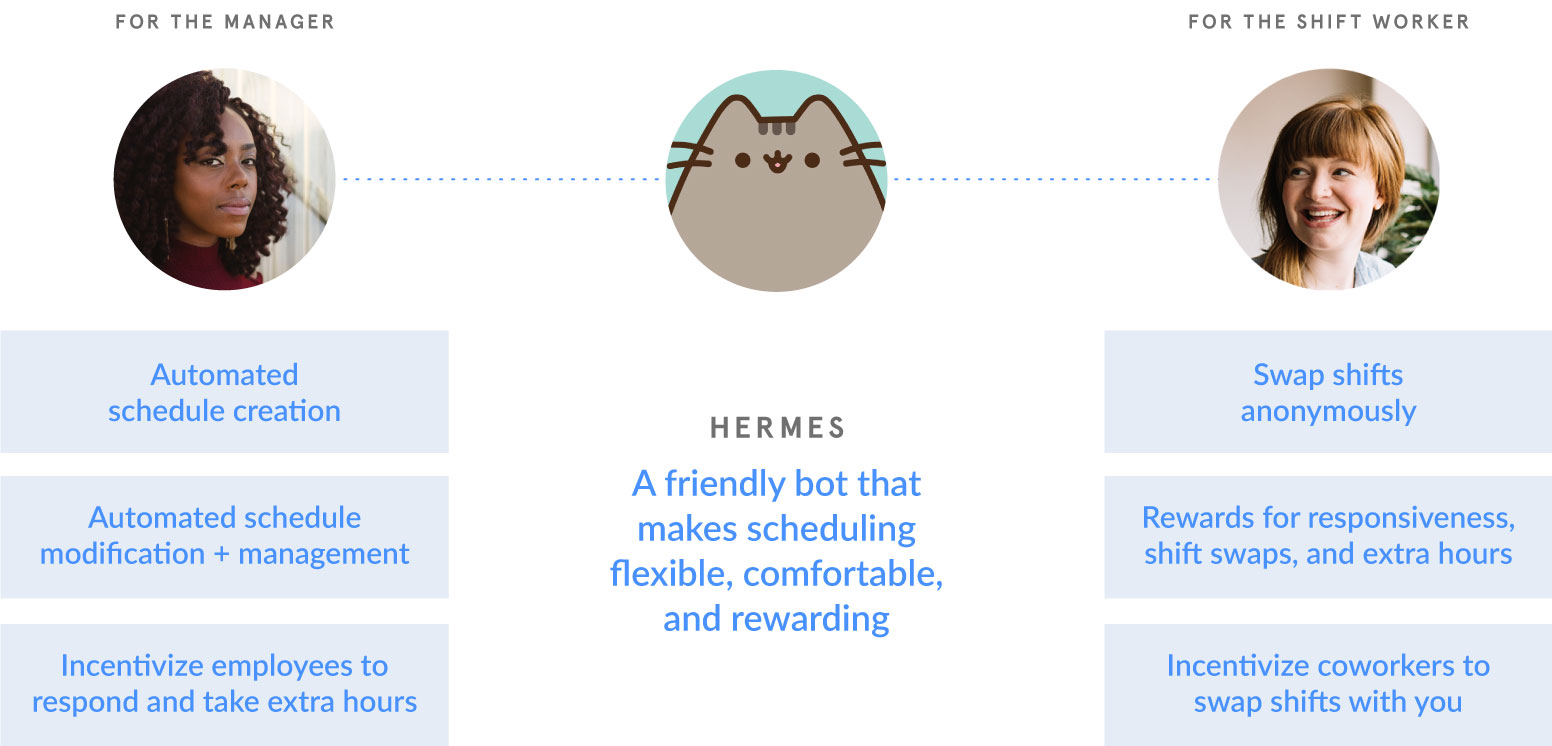 FOR THE MANAGER
FOR THE SHIFT WORKER
Automated
schedule creation
Automated schedule
modification + management
Incentivize employees to
respond and take extra hours
HERMES
A friendly bot that
makes scheduling
flexible, comfortable,
and rewarding
Swap shifts
anonymously
Rewards for responsiveness,
shift swaps, and extra hours
Incentivize coworkers to
swap shifts with you